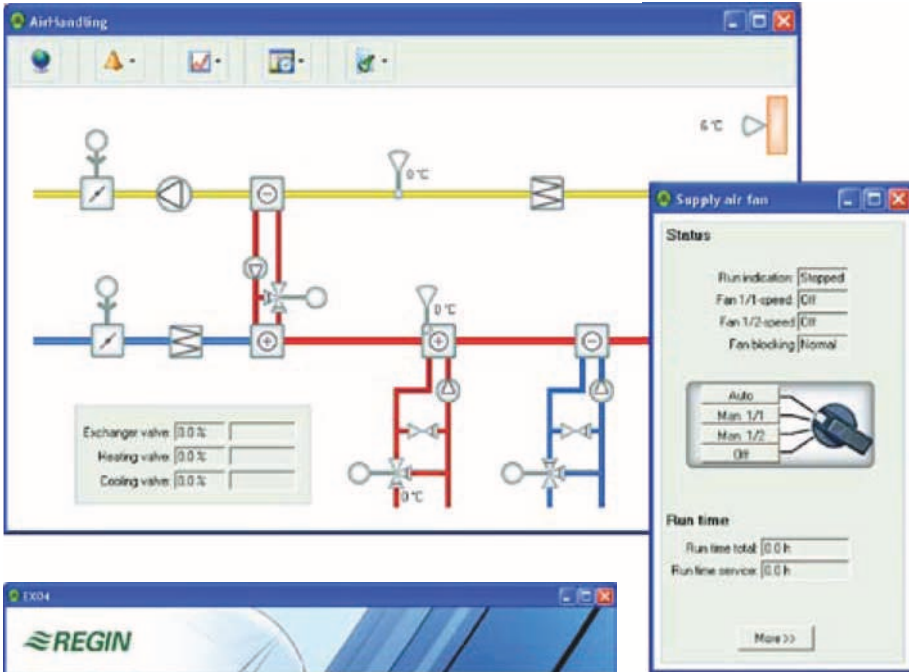 AirHandling
6 °C
0 °C
0 °C
Exchanger valve: 0.0 %
Heating valve: 0.0 %
Cooling valve: 0.0 %
0 °C
Supply air fan
Status
Run indication: Stopped
Fan 1/1-speed: Off
Fan 1/2-speed: Off
Fan blocking: Normal
Auto
Man. 1/1
Man. 1/2
Off
Run time
Run time total: 0.0 h
Run time service: 0.0 h
More >>
EXO4
REGIN